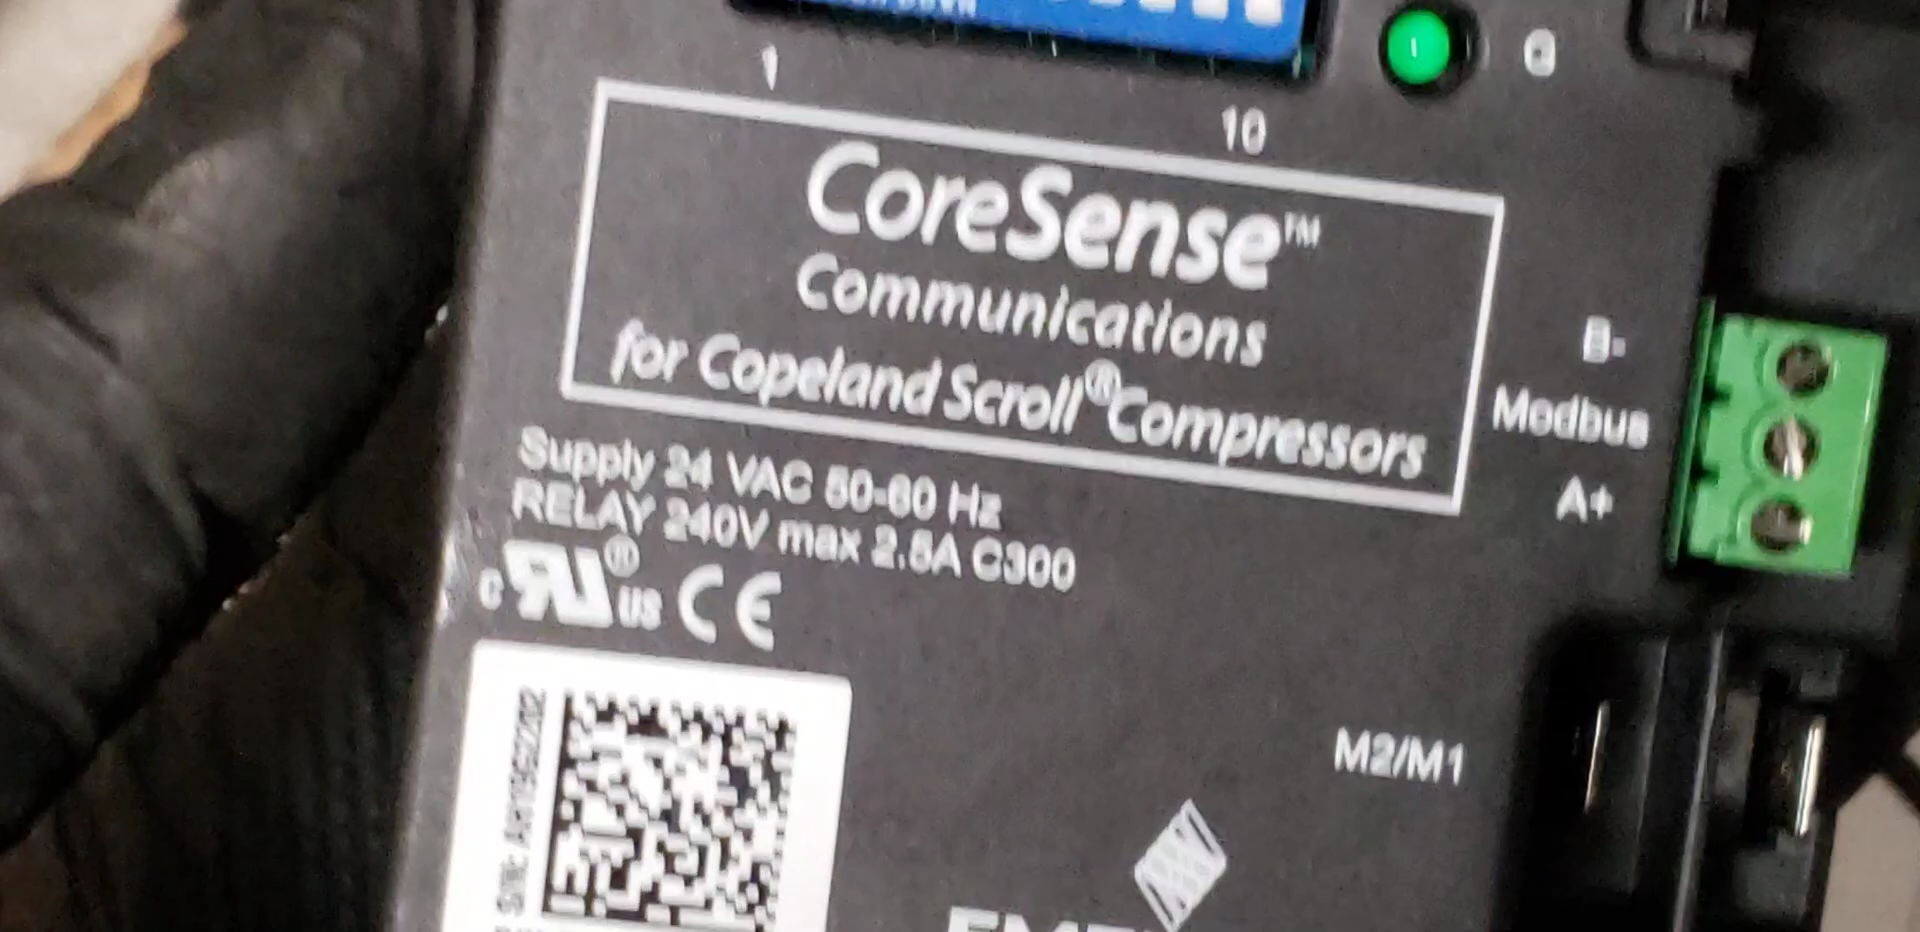 1
10
CoreSense™
Communications
for Copeland Scroll® Compressors
B-
Modbus
A+
Supply 24 VAC 50-60 Hz
RELAY 240V max 2.5A C300
c RU® US CE
M2/M1